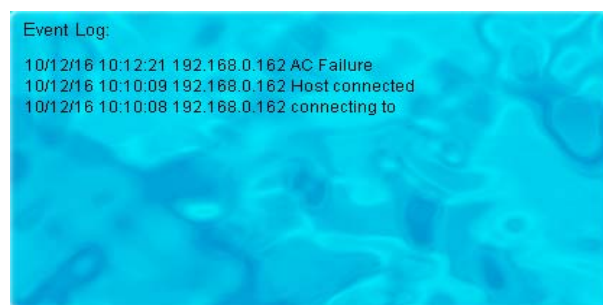 Event Log:
10/12/16 10:12:21 192.168.0.162 AC Failure
10/12/16 10:10:09 192.168.0.162 Host connected
10/12/16 10:10:08 192.168.0.162 connecting to